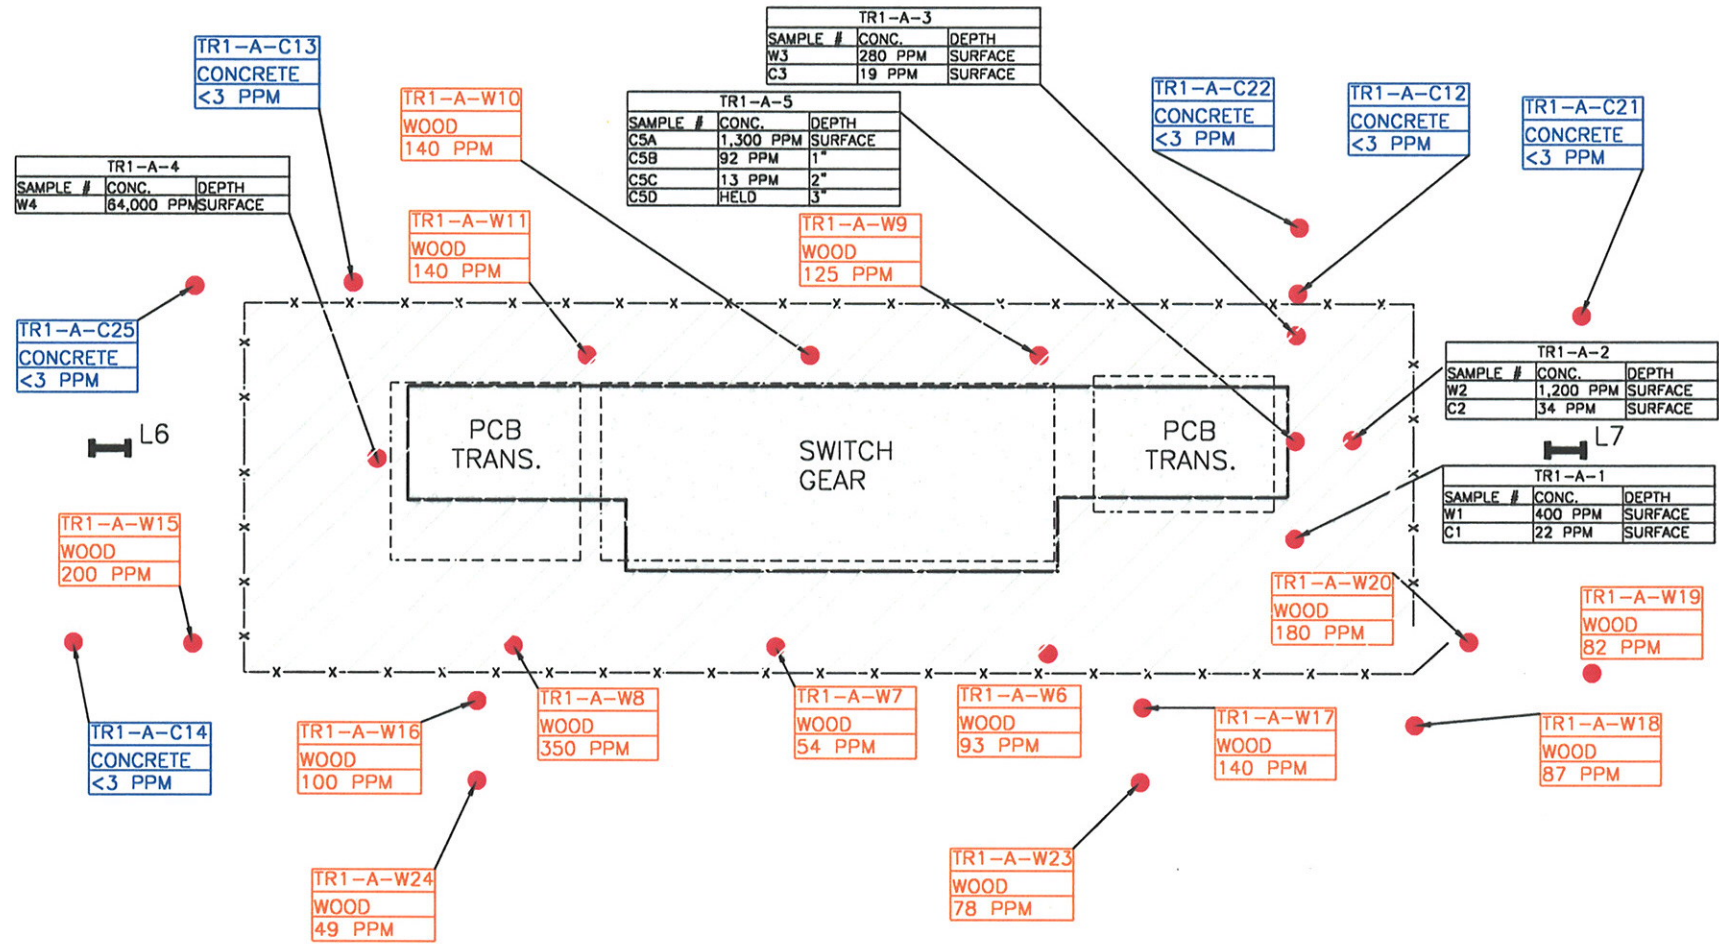 TR1-A-3
SAMPLE # CONC. DEPTH
W3 280 PPM SURFACE
C3 19 PPM SURFACE
TR1-A-C13
CONCRETE
<3 PPM
TR1-A-W10
WOOD
140 PPM
TR1-A-5
SAMPLE # CONC. DEPTH
C5A 1,300 PPM SURFACE
C5B 92 PPM 1"
C5C 13 PPM 2"
C5D HELD 3"
TR1-A-C22
CONCRETE
<3 PPM
TR1-A-C12
CONCRETE
<3 PPM
TR1-A-C21
CONCRETE
<3 PPM
TR1-A-4
SAMPLE # CONC. DEPTH
W4 64,000 PPM SURFACE
TR1-A-W11
WOOD
140 PPM
TR1-A-W9
WOOD
125 PPM
TR1-A-C25
CONCRETE
<3 PPM
TR1-A-2
SAMPLE # CONC. DEPTH
W2 1,200 PPM SURFACE
C2 34 PPM SURFACE
L6
PCB
TRANS.
SWITCH
GEAR
PCB
TRANS.
L7
TR1-A-1
SAMPLE # CONC. DEPTH
W1 400 PPM SURFACE
C1 22 PPM SURFACE
TR1-A-W15
WOOD
200 PPM
TR1-A-W20
WOOD
180 PPM
TR1-A-W19
WOOD
82 PPM
TR1-A-C14
CONCRETE
<3 PPM
TR1-A-W16
WOOD
100 PPM
TR1-A-W8
WOOD
350 PPM
TR1-A-W7
WOOD
54 PPM
TR1-A-W6
WOOD
93 PPM
TR1-A-W17
WOOD
140 PPM
TR1-A-W18
WOOD
87 PPM
TR1-A-W24
WOOD
49 PPM
TR1-A-W23
WOOD
78 PPM